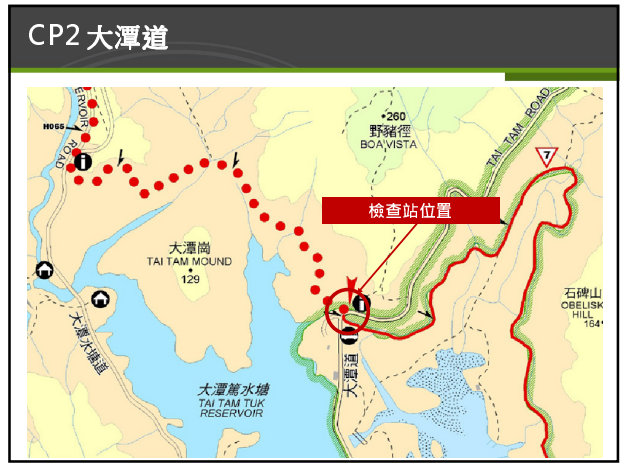 CP2 大潭道
ERVOIR
ROAD
H065
260
野豬徑
BOA VISTA
TAI TAM ROAD
7
檢查站位置
大潭崗
TAI TAM MOUND
129
石碑山
OBELISK
HILL
164
大潭水塘道
大潭篤水塘
TAI TAM TUK
RESERVOIR
大潭道